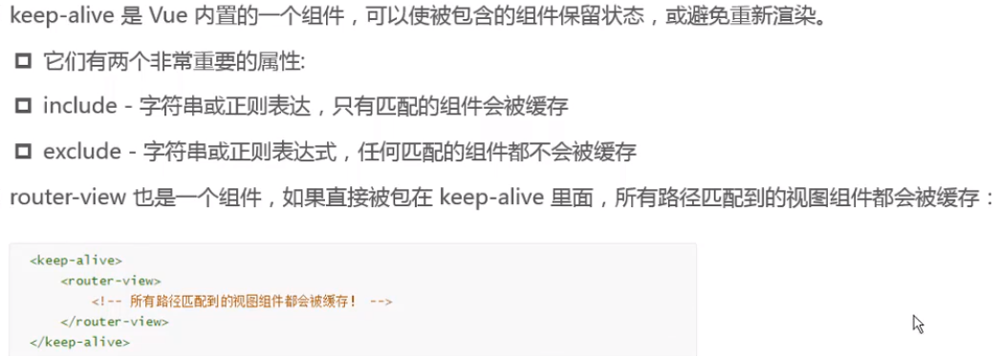 keep-alive 是 Vue 内置的一个组件，可以使被包含的组件保留状态，或避免重新渲染。
它们有两个非常重要的属性:
include - 字符串或正则表达，只有匹配的组件会被缓存
exclude - 字符串或正则表达式，任何匹配的组件都不会被缓存
router-view 也是一个组件，如果直接被包在 keep-alive 里面，所有路径匹配到的视图组件都会被缓存：
<keep-alive>
    <router-view>
        <!-- 所有路径匹配到的视图组件都会被缓存！ -->
    </router-view>
</keep-alive>